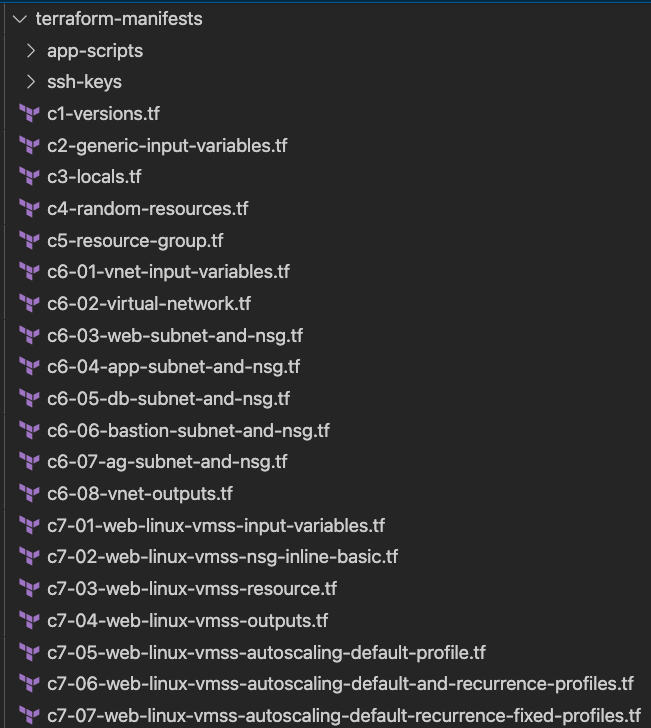 terraform-manifests
app-scripts
ssh-keys
c1-versions.tf
c2-generic-input-variables.tf
c3-locals.tf
c4-random-resources.tf
c5-resource-group.tf
c6-01-vnet-input-variables.tf
c6-02-virtual-network.tf
c6-03-web-subnet-and-nsg.tf
c6-04-app-subnet-and-nsg.tf
c6-05-db-subnet-and-nsg.tf
c6-06-bastion-subnet-and-nsg.tf
c6-07-ag-subnet-and-nsg.tf
c6-08-vnet-outputs.tf
c7-01-web-linux-vmss-input-variables.tf
c7-02-web-linux-vmss-nsg-inline-basic.tf
c7-03-web-linux-vmss-resource.tf
c7-04-web-linux-vmss-outputs.tf
c7-05-web-linux-vmss-autoscaling-default-profile.tf
c7-06-web-linux-vmss-autoscaling-default-and-recurrence-profiles.tf
c7-07-web-linux-vmss-autoscaling-default-recurrence-fixed-profiles.tf